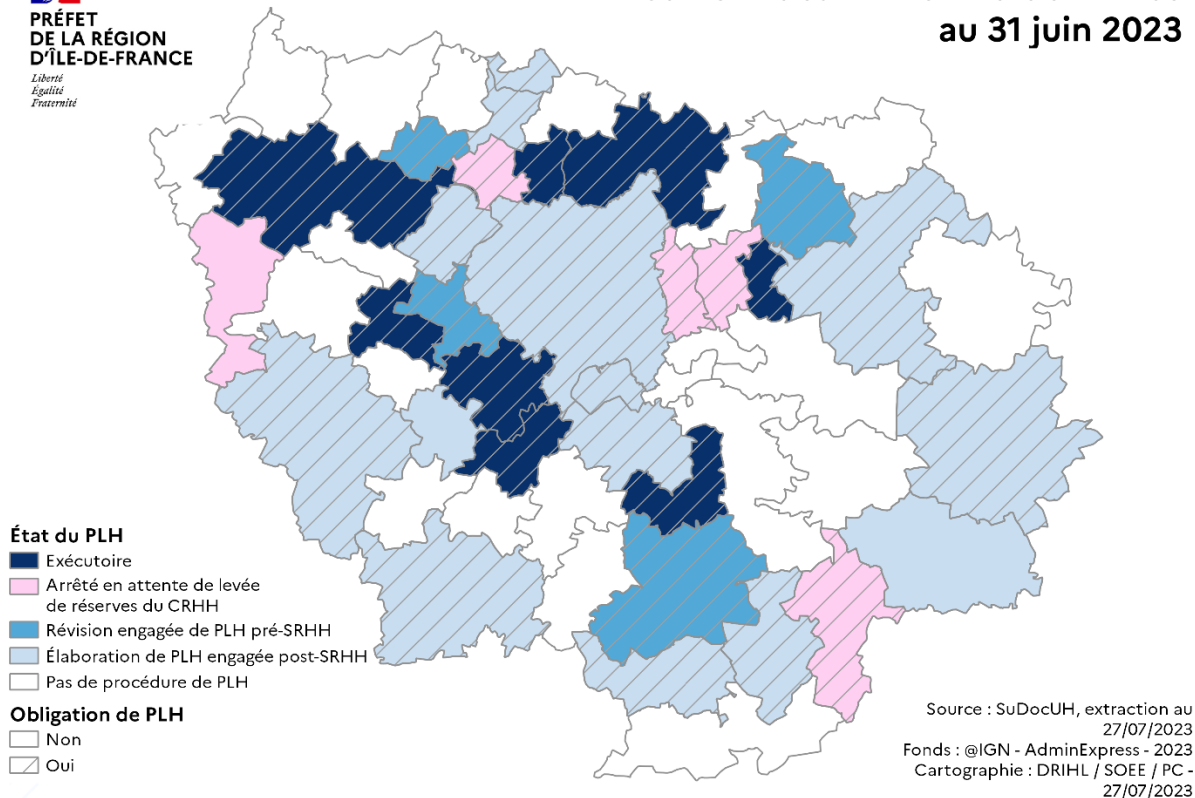 PRÉFET
DE LA RÉGION
D'ÎLE-DE-FRANCE
Liberté
Égalité
Fraternité
au 31 juin 2023
État du PLH
Exécutoire
Arrêté en attente de levée
de réserves du CRHH
Révision engagée de PLH pré-SRHH
Élaboration de PLH engagée post-SRHH
Pas de procédure de PLH
Obligation de PLH
Non
Oui
Source : SuDocUH, extraction au
27/07/2023
Fonds : @IGN - AdminExpress - 2023
Cartographie : DRIHL / SOEE / PC -
27/07/2023